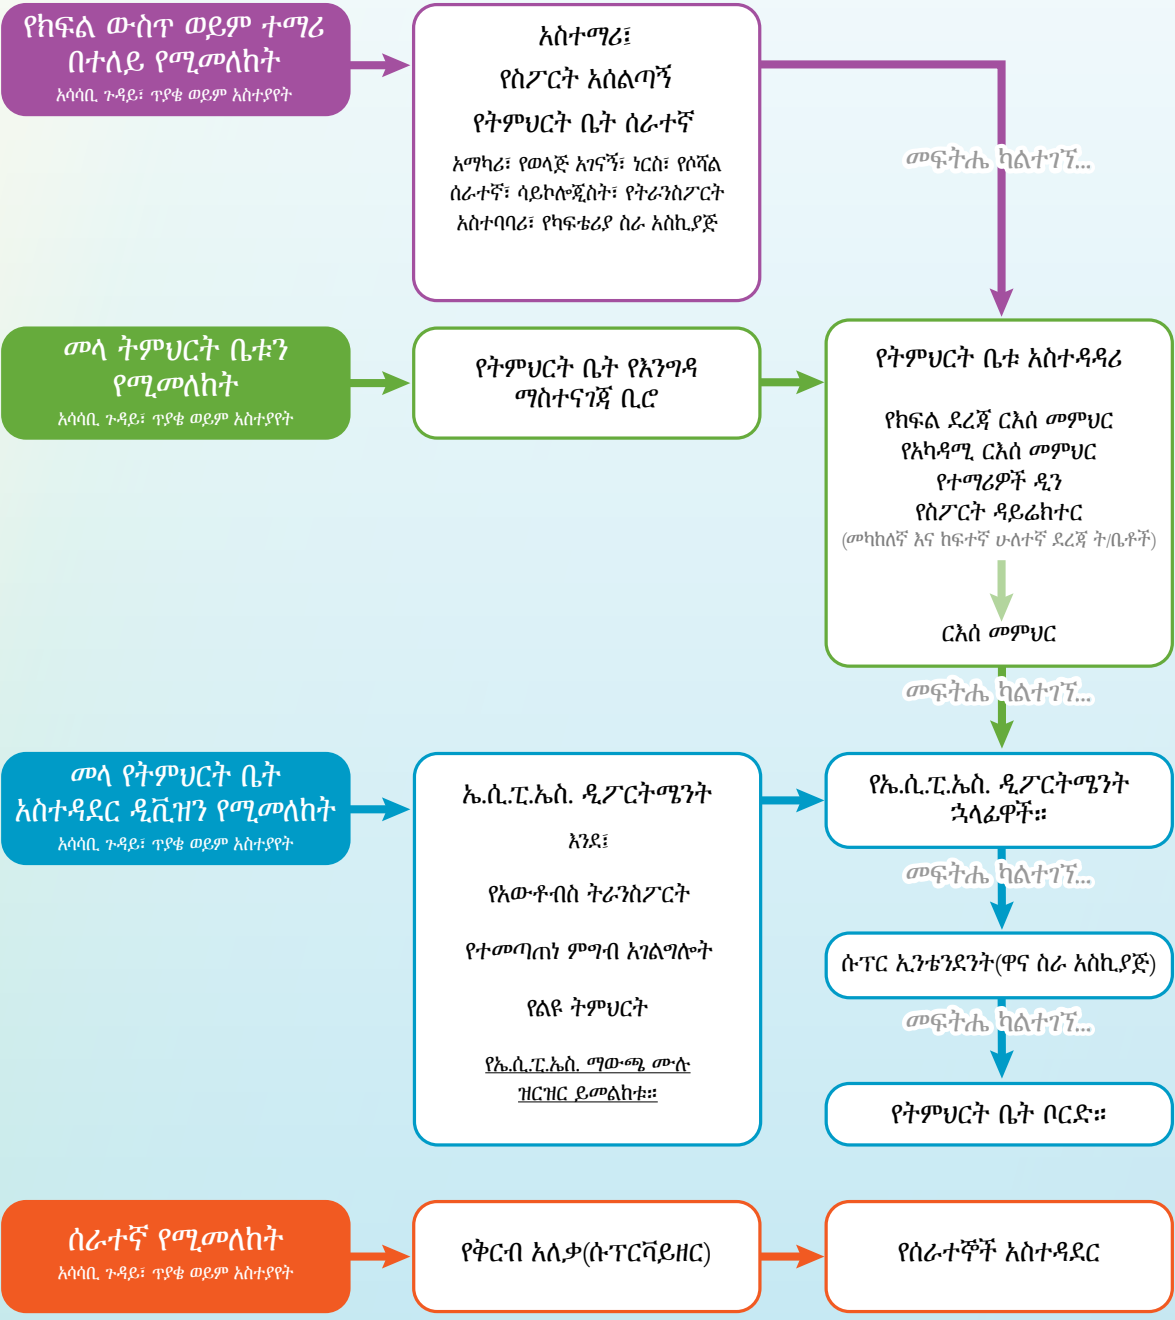 የክፍል ውስጥ ወይም ተማሪ
በተለይ የሚመለከት
አሳሳቢ ጉዳይ፣ ጥያቄ ወይም አስተያየት
አስተማሪ፤
የስፖርት አሰልጣኝ
የትምህርት ቤት ሰራተኛ
አማካሪ፣ የወላጅ አገናኝ፣ ነርስ፣ የሶሻል
ሰራተኛ፣ ሳይኮሎጂስት፣ የትራንስፖርት
አስተባባሪ፣ የካፍቴሪያ ስራ አስኪያጅ
መፍትሔ ካልተገኘ...
መላ ትምህርት ቤቱን
የሚመለከት
አሳሳቢ ጉዳይ፣ ጥያቄ ወይም አስተያየት
የትምህርት ቤት የእንግዳ
ማስተናገጃ ቢሮ
የትምህርት ቤቱ አስተዳዳሪ
የክፍል ደረጃ ርእሰ መምህር
የአካዳሚ ርእሰ መምህር
የተማሪዎች ዲን
የስፖርት ዳይሬክተር
(መካከለኛ እና ከፍተኛ ሁለተኛ ደረጃ ት/ቤቶች)
ርእሰ መምህር
መፍትሔ ካልተገኘ...
መላ የትምህርት ቤት
አስተዳደር ዲቪዝን የሚመለከት
አሳሳቢ ጉዳይ፣ ጥያቄ ወይም አስተያየት
ኤ.ሲ.ፒ.ኤስ. ዲፖርትሜንት
እንደ፤
የአውቶብስ ትራንስፖርት
የተመጣጠነ ምግብ አገልግሎት
የልዩ ትምህርት
የኤ.ሲ.ፒ.ኤስ. ማውጫ ሙሉ
ዝርዝር ይመልከቱ።
የኤ.ሲ.ፒ.ኤስ. ዲፖርትሜንት
ኋላፊዋች።
መፍትሔ ካልተገኘ...
ሱፕር ኢንቴንደንት(ዋና ስራ አስኪያጅ)
መፍትሔ ካልተገኘ...
የትምህርት ቤት ቦርድ።
ሰራተኛ የሚመለከት
አሳሳቢ ጉዳይ፣ ጥያቄ ወይም አስተያየት
የቅርብ አለቃ(ሱፐርቫይዘር)
የሰራተኞች አስተዳደር